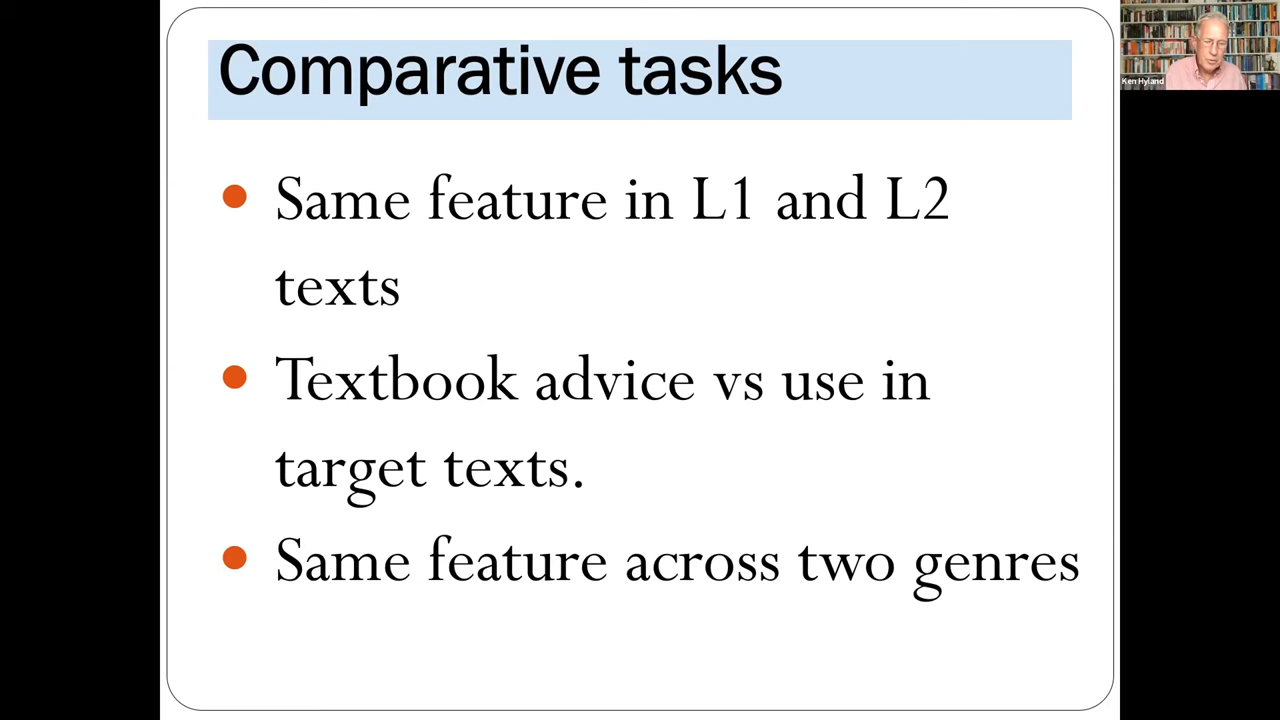 Comparative tasks
Ken Hyland
Same feature in L1 and L2
texts
Textbook advice vs use in
target texts.
Same feature across two genres